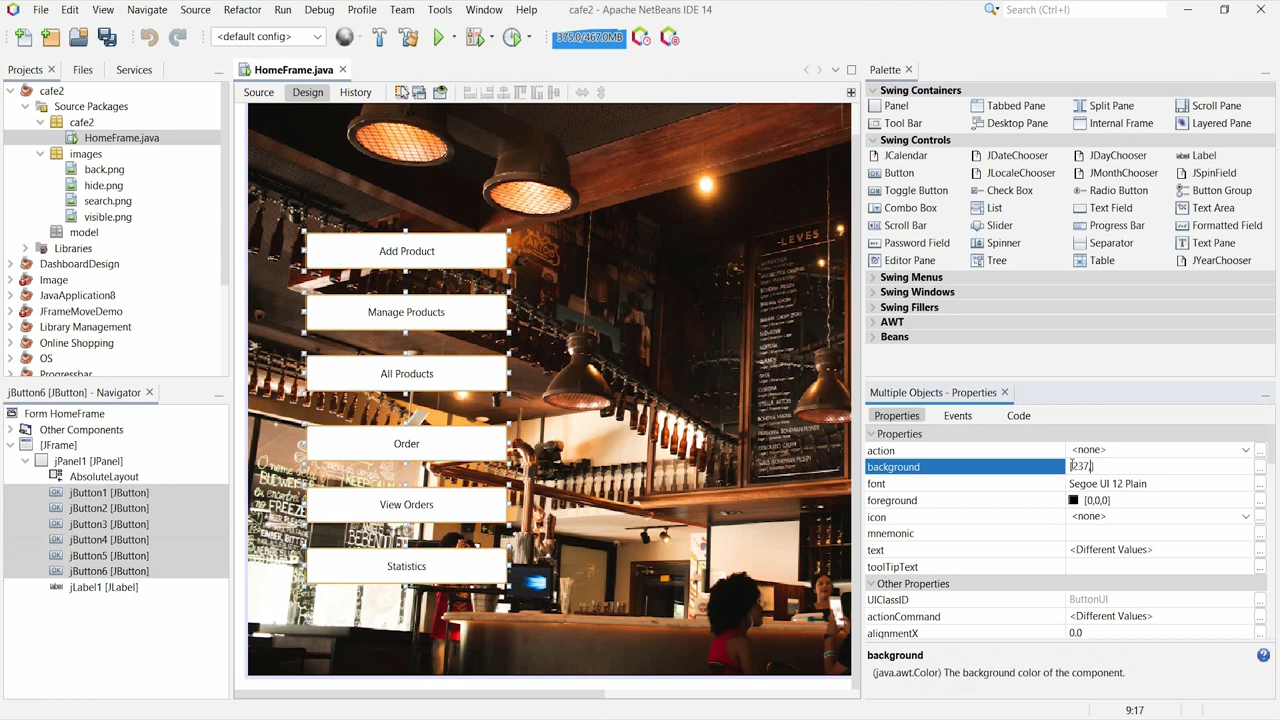 File Edit View Navigate Source Refactor Run Debug Profile Team Tools Window Help
cafe2 - Apache NetBeans IDE 14
Search (Ctrl+I)
<default config>
375.0/467.0MB
Projects Files Services
HomeFrame.java
Palette
Source Design History
cafe2
Source Packages
cafe2
HomeFrame.java
images
back.png
hide.png
search.png
visible.png
model
Libraries
DashboardDesign
Image
JavaApplication8
JFrameMoveDemo
Library Management
Online Shopping
OS
Progressbar
Add Product
Manage Products
All Products
Order
View Orders
Statistics
-LEVES
Swing Containers
Panel Tabbed Pane Split Pane Scroll Pane
Tool Bar Desktop Pane Internal Frame Layered Pane
Swing Controls
JCalendar JDateChooser JDayChooser Label
Button JLocaleChooser JMonthChooser JSpinField
Toggle Button Check Box Radio Button Button Group
Combo Box List Text Field Text Area
Scroll Bar Slider Progress Bar Formatted Field
Password Field Spinner Separator Text Pane
Editor Pane Tree Table JYearChooser
Swing Menus
Swing Windows
Swing Fillers
AWT
Beans
jButton6 [JButton] - Navigator
Form HomeFrame
Other Components
[JFrame]
jPanel1 [JPanel]
AbsoluteLayout
jButton1 [JButton]
jButton2 [JButton]
jButton3 [JButton]
jButton4 [JButton]
jButton5 [JButton]
jButton6 [JButton]
jLabel1 [JLabel]
Multiple Objects - Properties
Properties Events Code
Properties
action <none>
background [237,]
font Segoe UI 12 Plain
foreground [0,0,0]
icon <none>
mnemonic
text <Different Values>
toolTipText
Other Properties
UIClassID ButtonUI
actionCommand <Different Values>
alignmentX 0.0
background
(java.awt.Color) The background color of the component.
9:17